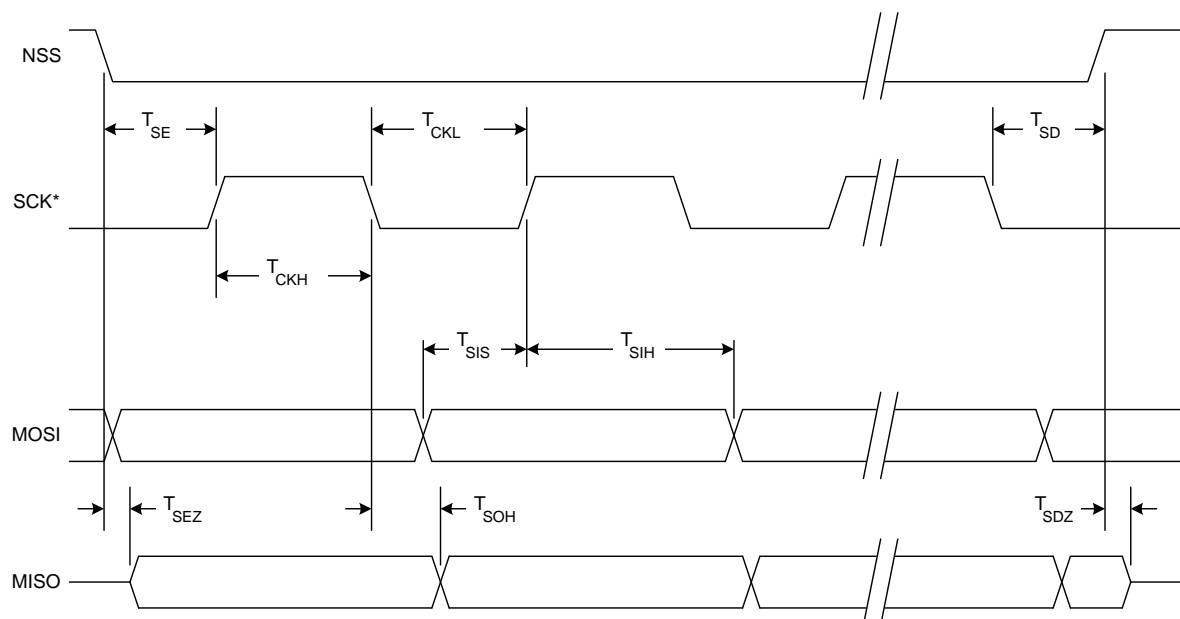 NSS
T_SE
T_CKL
T_SD
SCK*
T_CKH
T_SIS
T_SIH
MOSI
T_SEZ
T_SOH
T_SDZ
MISO